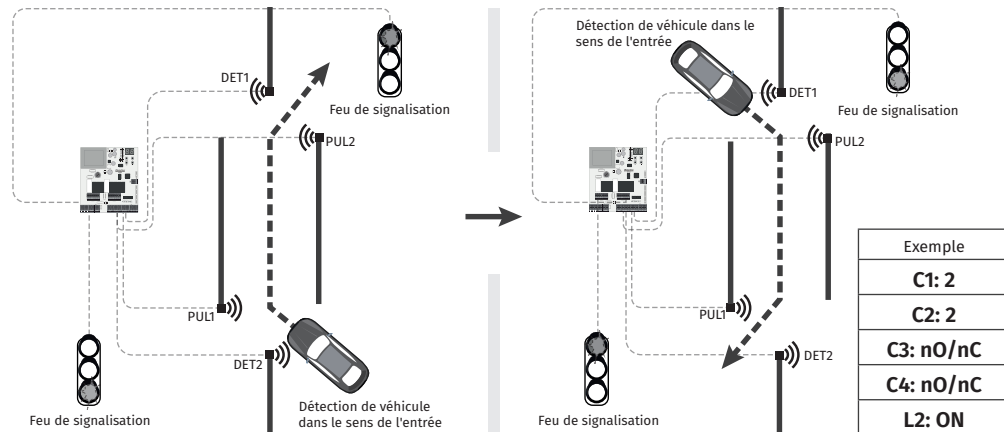 DET1
Feu de signalisation
PUL2
PUL1
DET2
Feu de signalisation
Détection de véhicule
dans le sens de l'entrée
Détection de véhicule dans le
sens de l'entrée
DET1
Feu de signalisation
PUL2
PUL1
DET2
Feu de signalisation
Exemple
C1: 2
C2: 2
C3: nO/nC
C4: nO/nC
L2: ON